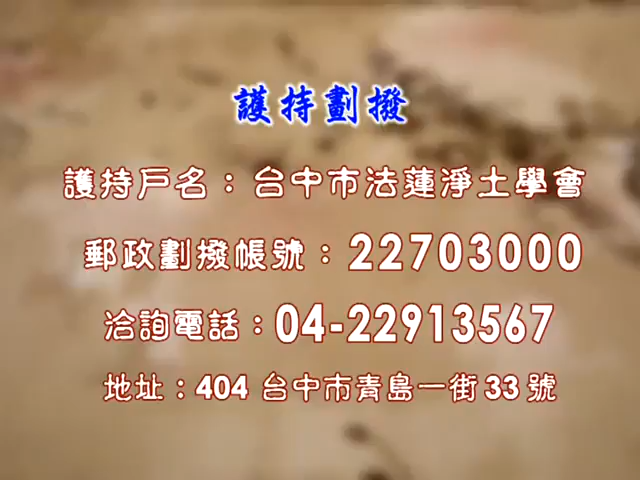 護持劃撥
護持戶名：台中市法蓮淨土學會
郵政劃撥帳號：22703000
洽詢電話：04-22913567
地址：404 台中市青島一街33號